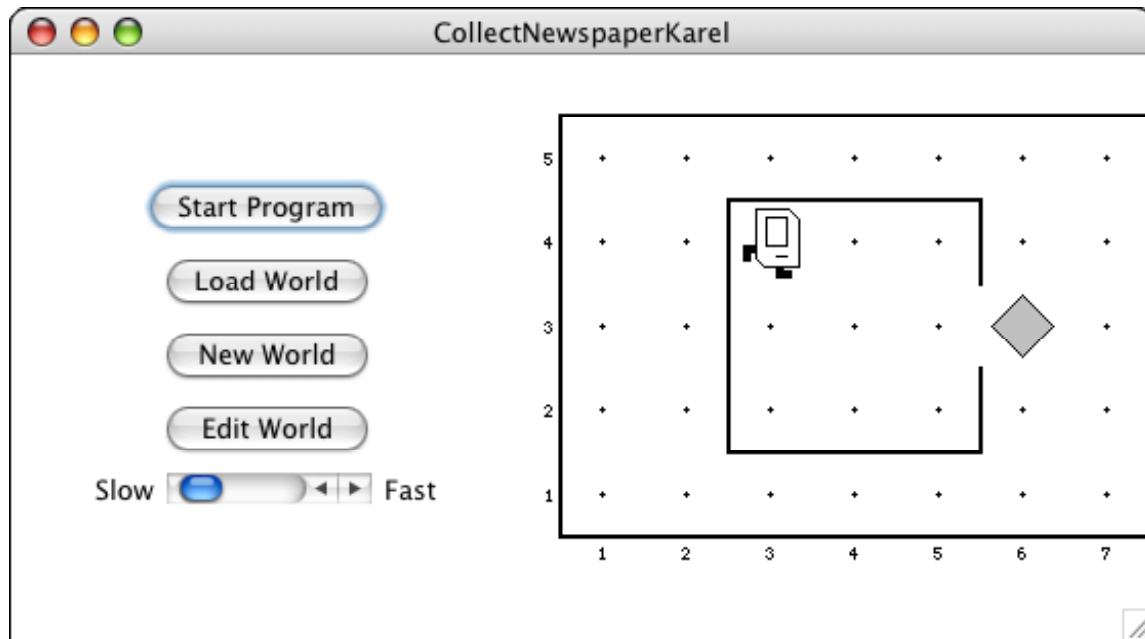 CollectNewspaperKarel
Start Program
Load World
New World
Edit World
Slow Fast
5
4
3
2
1
1 2 3 4 5 6 7